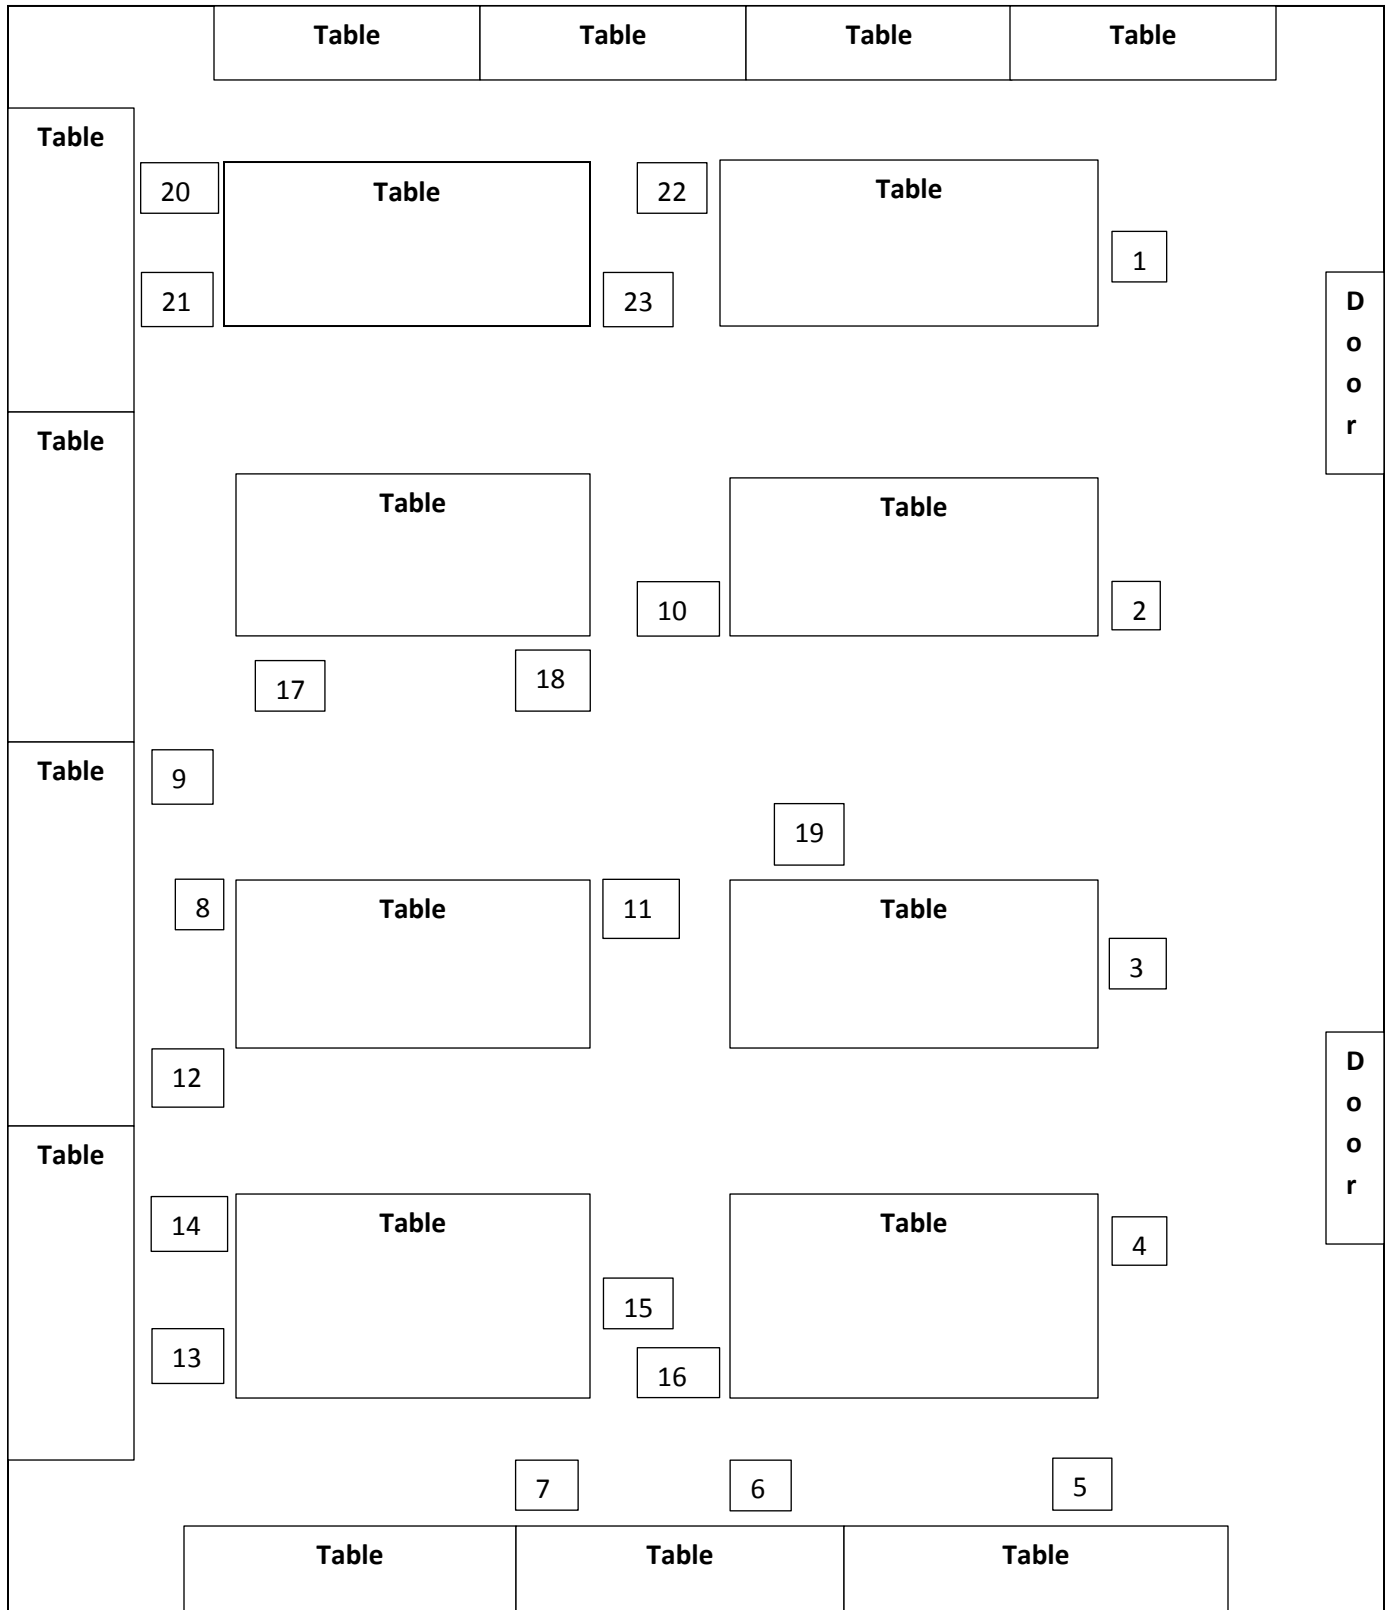 Table Table Table Table
Table
20 Table 22 Table
1
21 23
D
o
o
r
Table
Table Table
10 2
17 18
Table 9
19
8 Table 11 Table
3
12
D
o
o
r
Table
14 Table Table
4
15
13 16
7 6 5
Table Table Table